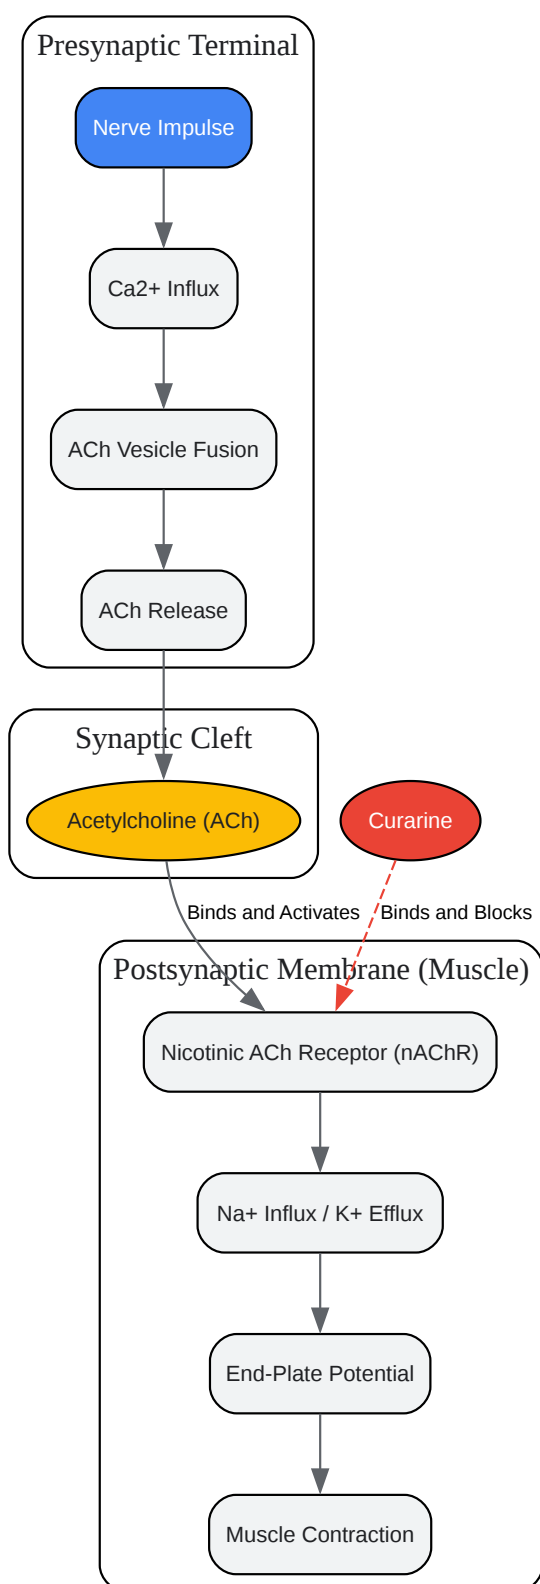 Presynaptic Terminal
Nerve Impulse
Ca2+ Influx
ACh Vesicle Fusion
ACh Release
Synaptic Cleft
Acetylcholine (ACh)
Curarine
Binds and Activates
Binds and Blocks
Postsynaptic Membrane (Muscle)
Nicotinic ACh Receptor (nAChR)
Na+ Influx / K+ Efflux
End-Plate Potential
Muscle Contraction